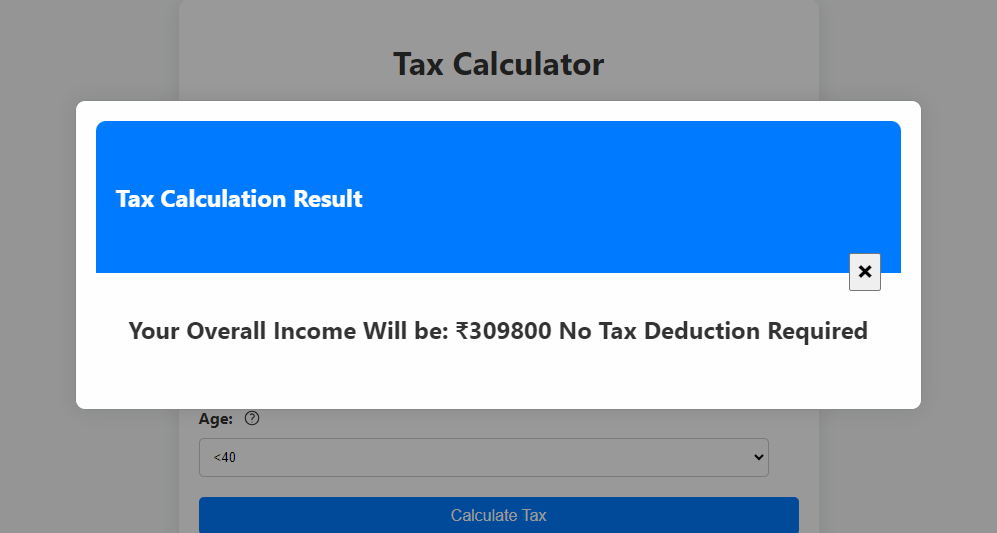 Tax Calculator
Tax Calculation Result
×
Your Overall Income Will be: ₹309800 No Tax Deduction Required
Age: ?
<40
Calculate Tax